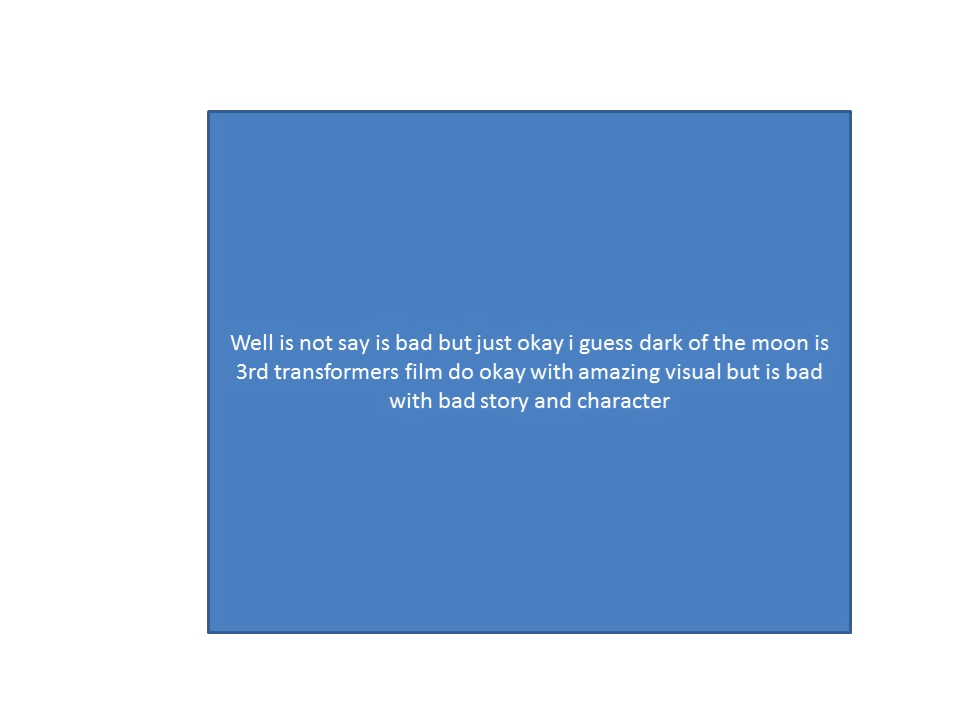 Well is not say is bad but just okay i guess dark of the moon is
3rd transformers film do okay with amazing visual but is bad
with bad story and character